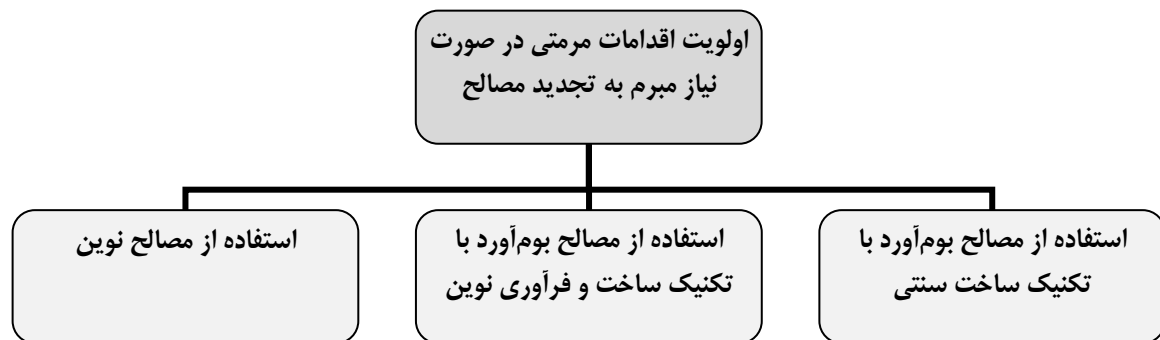 اولویت اقدامات مرمتی در صورت
نیاز مبرم به تجدید مصالح
استفاده از مصالح بوم‌آورد با
تکنیک ساخت سنتی
استفاده از مصالح بوم‌آورد با
تکنیک ساخت و فرآوری نوین
استفاده از مصالح نوین